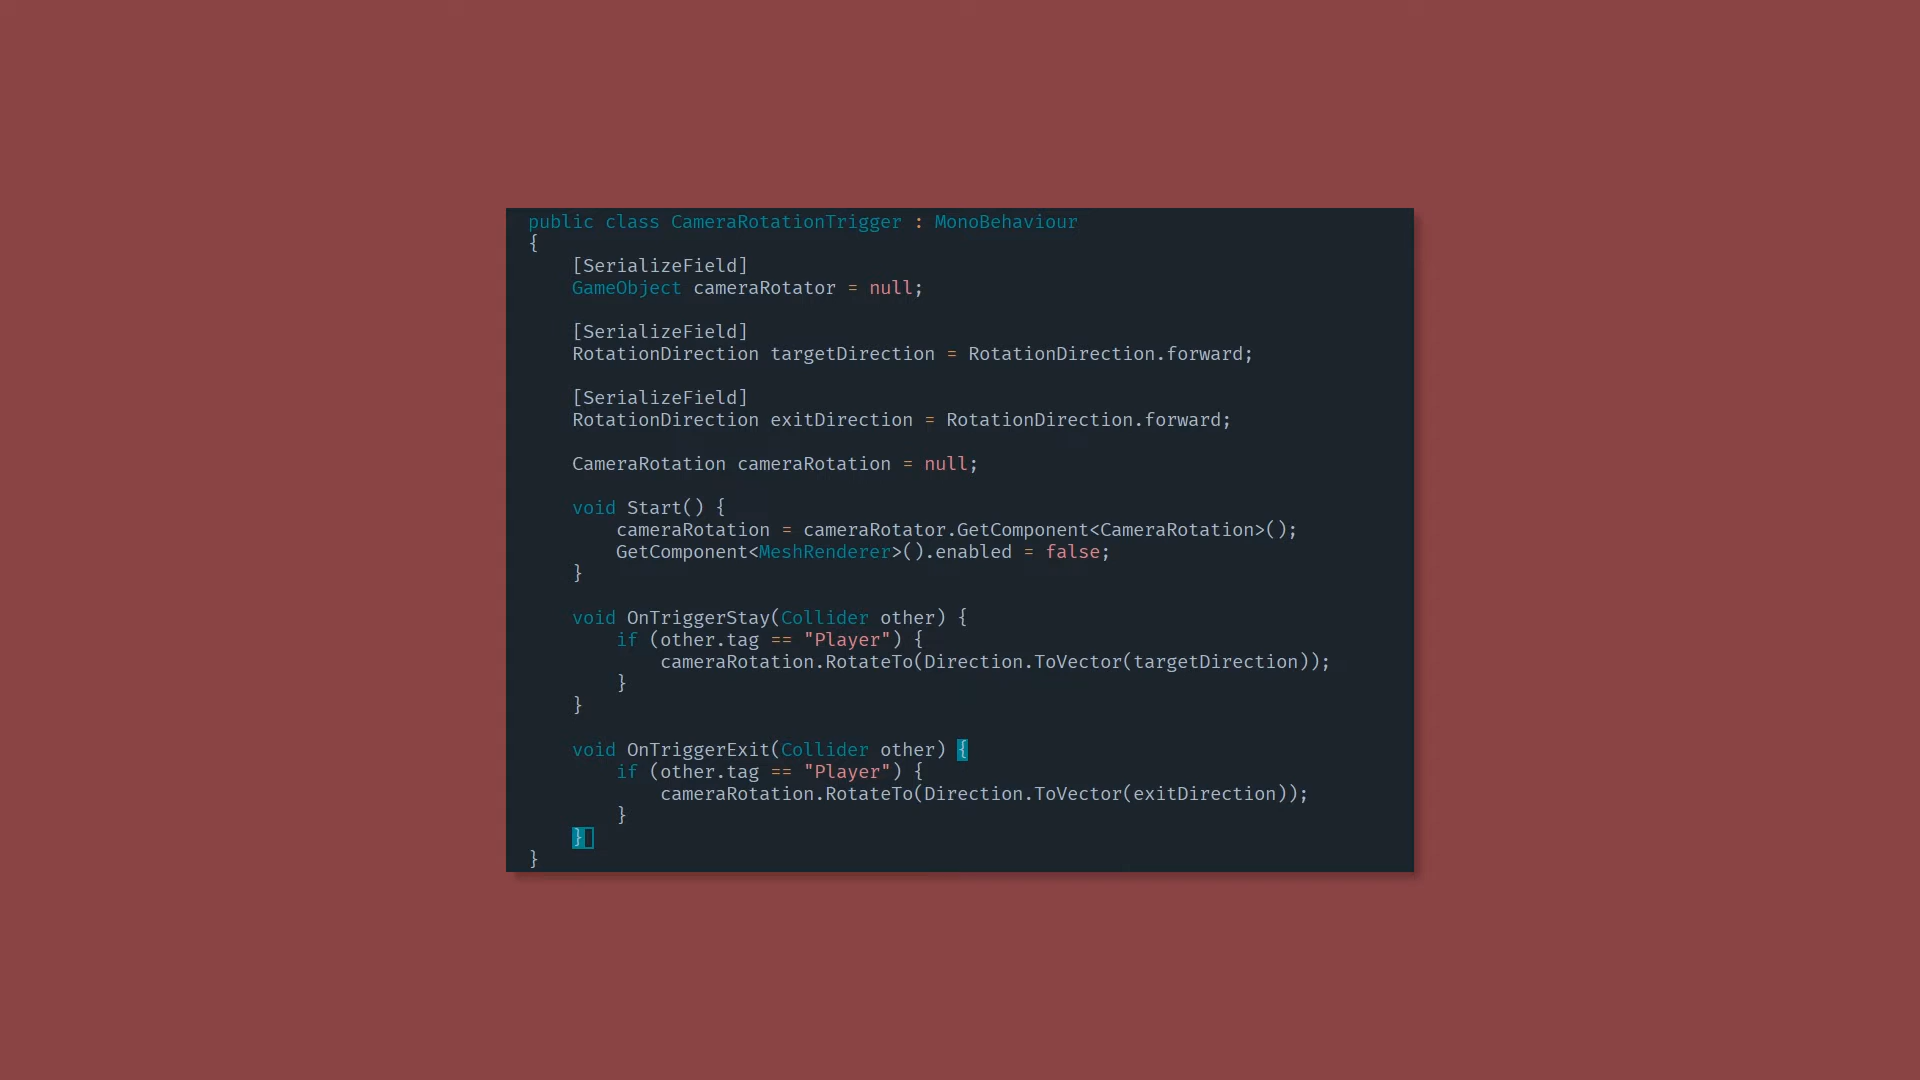 public class CameraRotationTrigger : MonoBehaviour
{
    [SerializeField]
    GameObject cameraRotator = null;

    [SerializeField]
    RotationDirection targetDirection = RotationDirection.forward;

    [SerializeField]
    RotationDirection exitDirection = RotationDirection.forward;

    CameraRotation cameraRotation = null;

    void Start() {
        cameraRotation = cameraRotator.GetComponent<CameraRotation>();
        GetComponent<MeshRenderer>().enabled = false;
    }

    void OnTriggerStay(Collider other) {
        if (other.tag == "Player") {
            cameraRotation.RotateTo(Direction.ToVector(targetDirection));
        }
    }

    void OnTriggerExit(Collider other) {
        if (other.tag == "Player") {
            cameraRotation.RotateTo(Direction.ToVector(exitDirection));
        }
    }
}